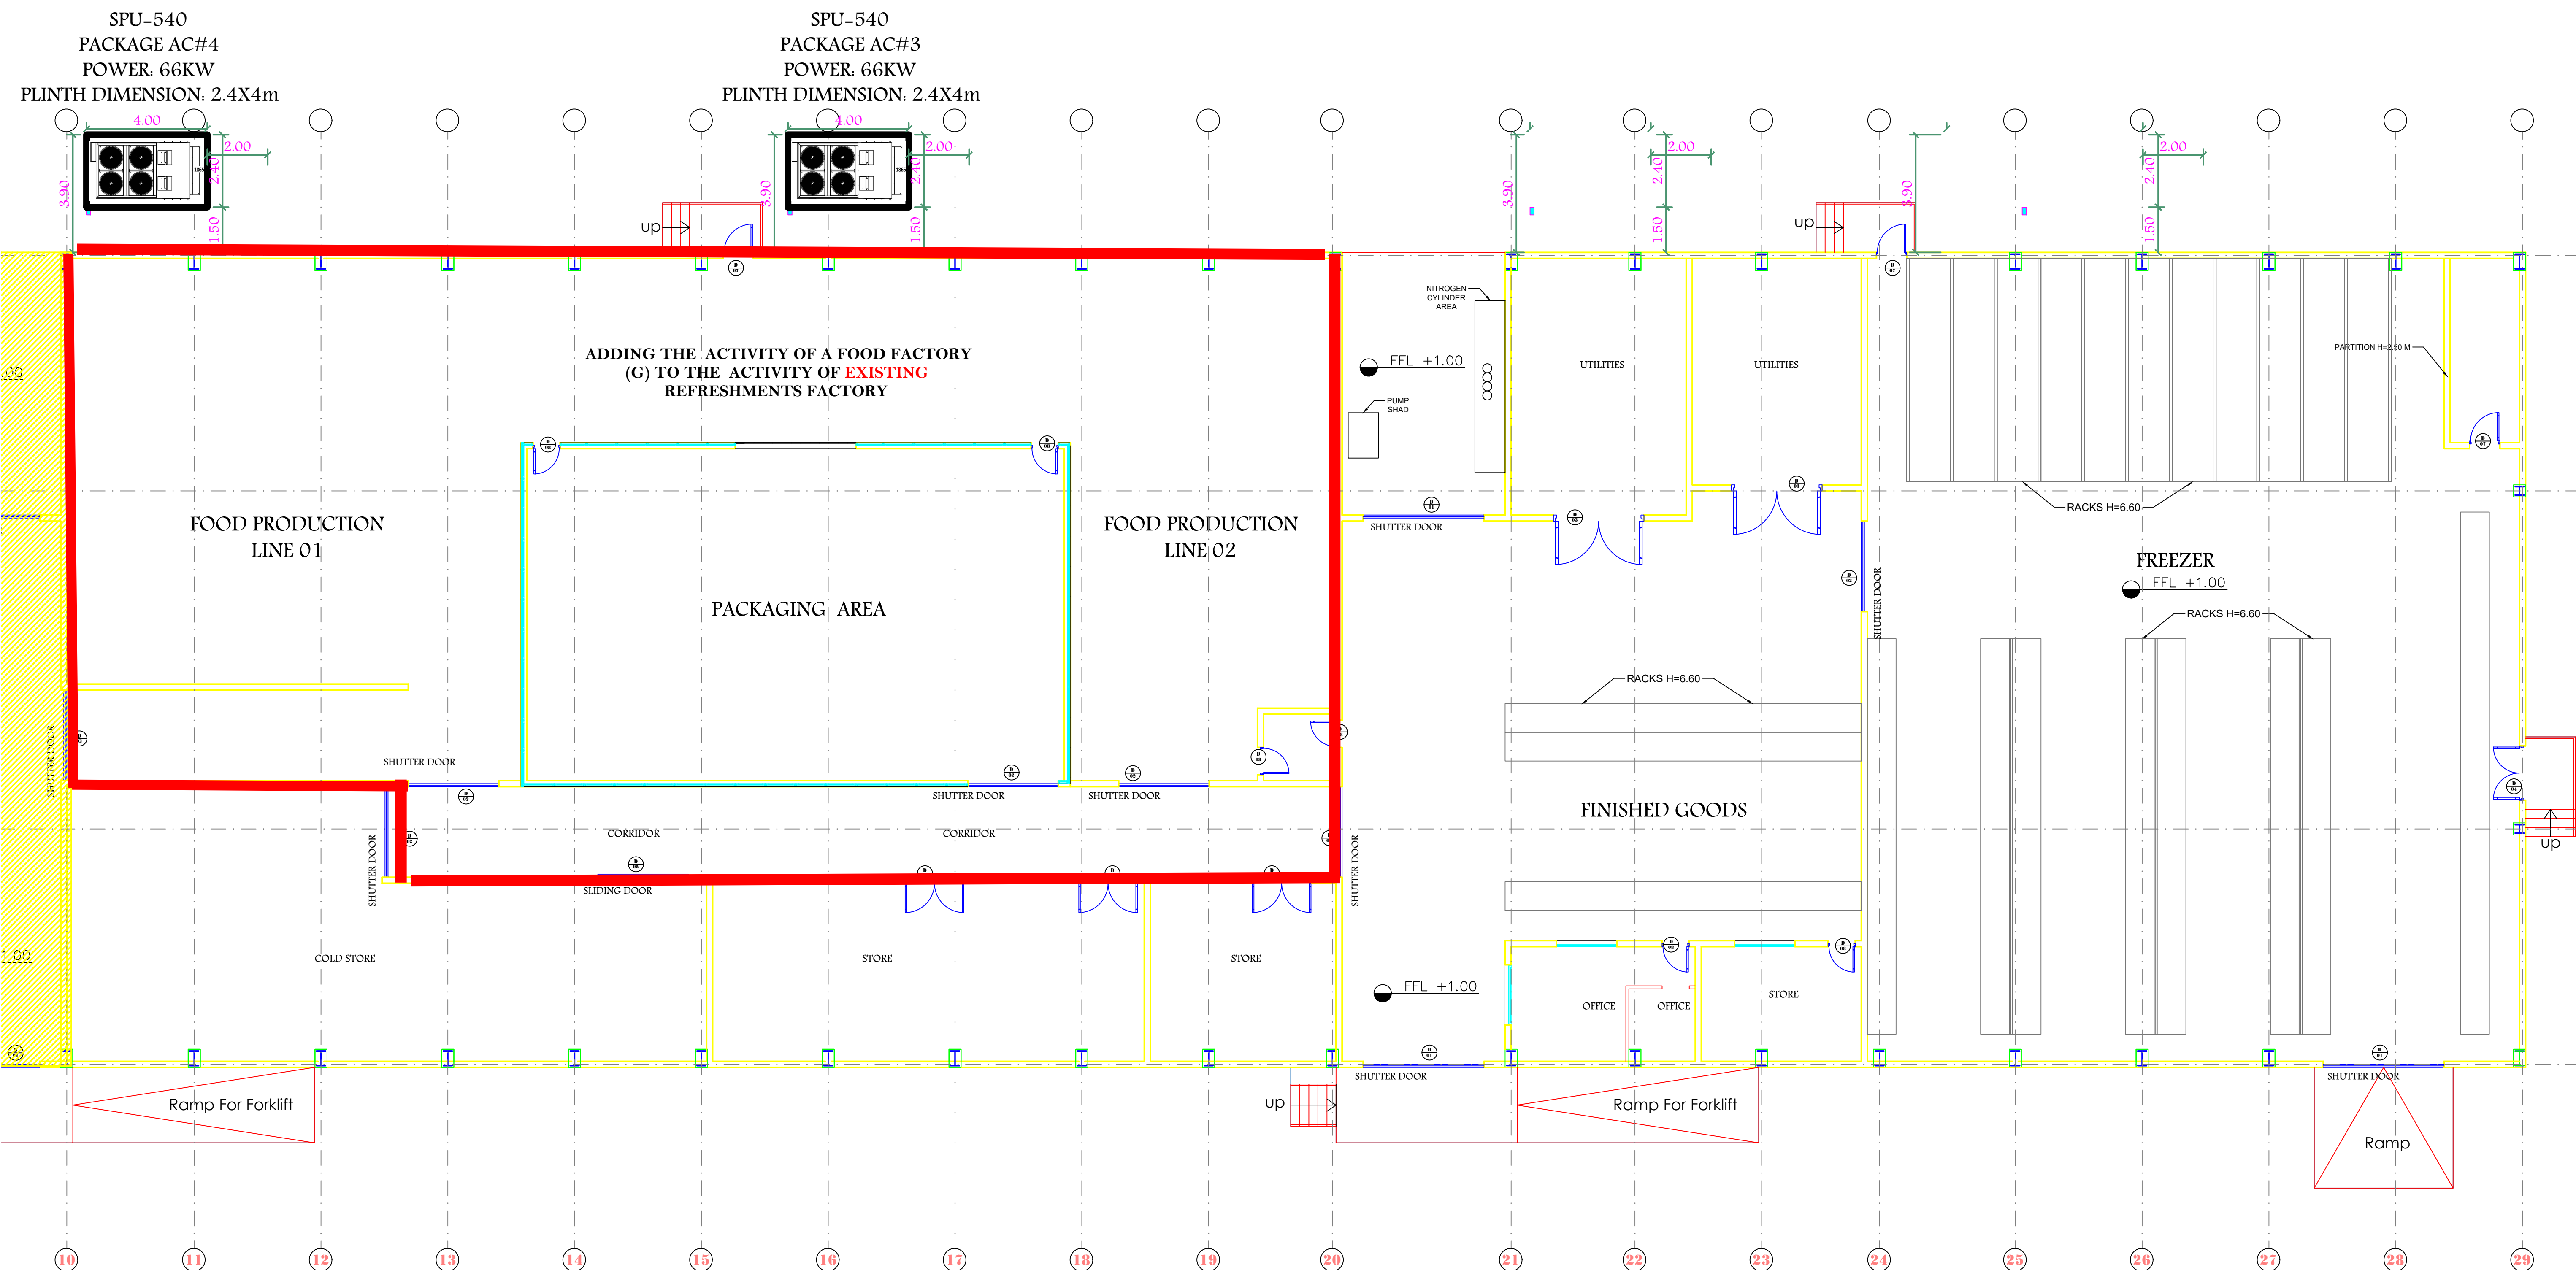 SPU-540
PACKAGE AC#4
POWER: 66KW
PLINTH DIMENSION: 2.4X4m
SPU-540
PACKAGE AC#3
POWER: 66KW
PLINTH DIMENSION: 2.4X4m
4.00
2.00
2.40
3.90
1.50
1865
4.00
2.00
2.40
3.90
1.50
1865
3.90
2.00
2.40
1.50
3.90
2.00
2.40
1.50
up
up
D
07
D
07
NITROGEN
CYLINDER
AREA
FFL +1.00
PUMP
SHAD
UTILITIES
UTILITIES
PARTITION H=2.50 M
ADDING THE ACTIVITY OF A FOOD FACTORY
(G) TO THE ACTIVITY OF EXISTING
REFRESHMENTS FACTORY
.00
FOOD PRODUCTION
LINE 01
FOOD PRODUCTION
LINE 02
PACKAGING AREA
SHUTTER DOOR
RACKS H=6.60
FREEZER
FFL +1.00
RACKS H=6.60
SHUTTER DOOR
RACKS H=6.60
FINISHED GOODS
SHUTTER DOOR
SHUTTER DOOR
SHUTTER DOOR
SHUTTER DOOR
CORRIDOR
CORRIDOR
SHUTTER DOOR
SLIDING DOOR
SHUTTER DOOR
up
1.00
COLD STORE
STORE
STORE
FFL +1.00
OFFICE
OFFICE
STORE
SHUTTER DOOR
SHUTTER DOOR
Ramp For Forklift
up
Ramp For Forklift
Ramp
10
11
12
13
14
15
16
17
18
19
20
21
22
23
24
25
26
27
28
29